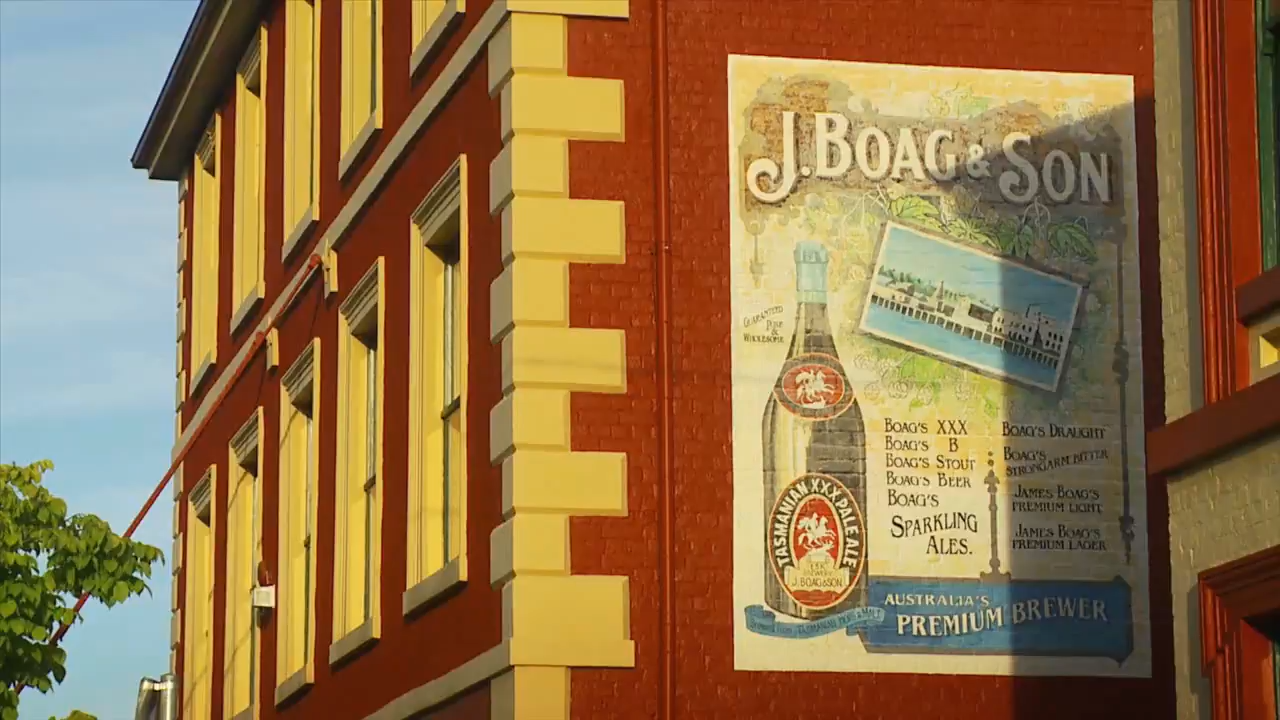 J. BOAG & SON
GUARANTEED
PURE
&
WHOLESOME
BOAG'S XXX
BOAG'S B
BOAG'S STOUT
BOAG'S BEER
BOAG'S
SPARKLING
ALES.
BOAG'S DRAUGHT
BOAG'S
STRONGARM BITTER
JAMES BOAG'S
PREMIUM LIGHT
JAMES BOAG'S
PREMIUM LAGER
TASMANIAN XXX PALE ALE
BREWERY
J. BOAG & SON
AUSTRALIA'S
PREMIUM BREWER